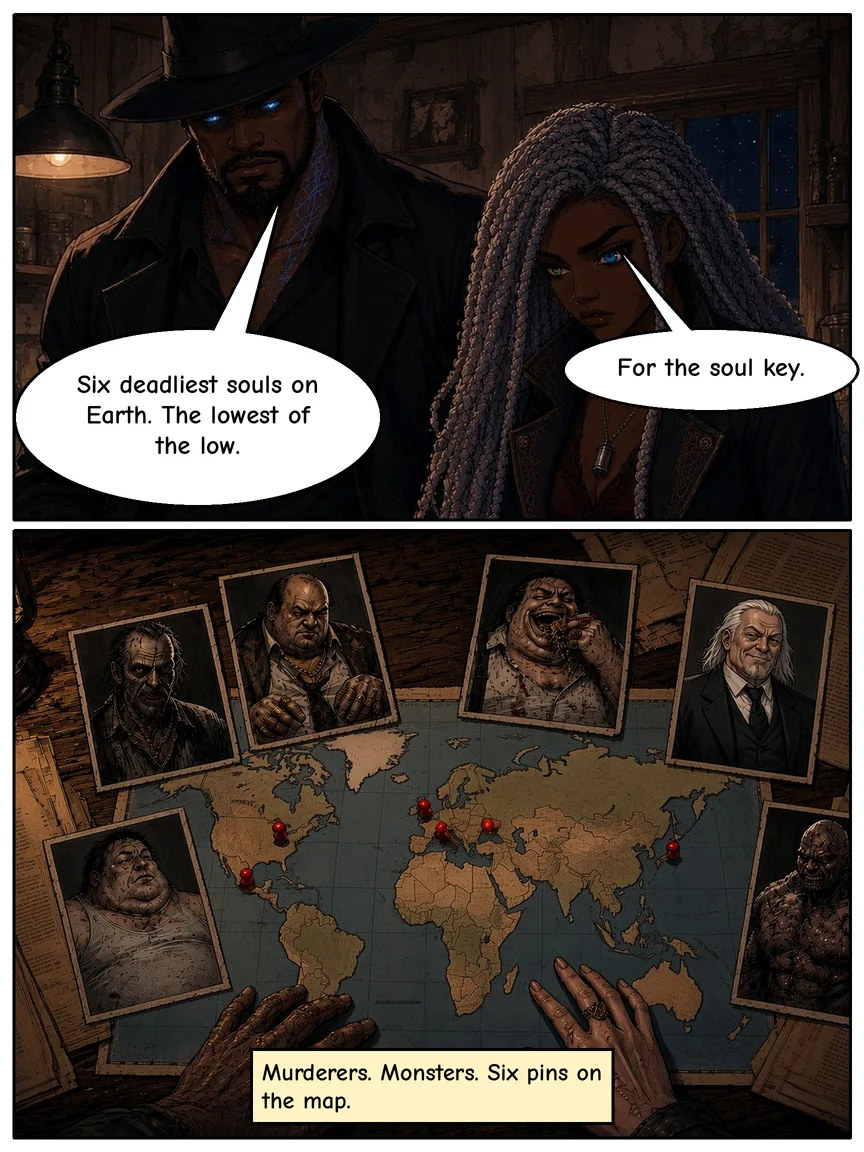 Six deadliest souls on
Earth. The lowest of
the low.
For the soul key.
Murderers. Monsters. Six pins on
the map.